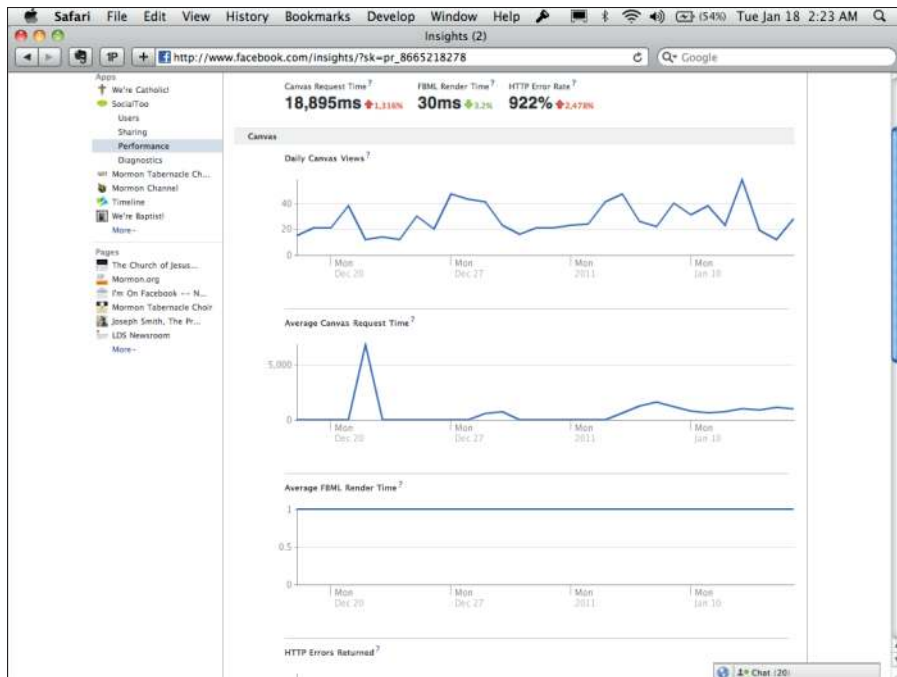 Safari File Edit View History Bookmarks Develop Window Help (54%) Tue Jan 18 2:23 AM
Insights (2)
1P + http://www.facebook.com/insights/?sk=pr_8665218278 Google
Apps
We're Catholic!
SocialToo
Users
Sharing
Performance
Diagnostics
Mormon Tabernacle Ch...
Mormon Channel
Timeline
We're Baptist!
More
Pages
The Church of Jesus...
Mormon.org
I'm On Facebook -- N...
Mormon Tabernacle Choir
Joseph Smith, The Pr...
LDS Newsroom
More
Canvas Request Time ? FBML Render Time ? HTTP Error Rate ?
18,895ms 1,316% 30ms 3.2% 922% 2,478%
Canvas
Daily Canvas Views ?
40
20
0
Mon Mon Mon Mon
Dec 20 Dec 27 2011 Jan 10
Average Canvas Request Time ?
5,000
0
Mon Mon Mon Mon
Dec 20 Dec 27 2011 Jan 10
Average FBML Render Time ?
1
0.5
0
Mon Mon Mon Mon
Dec 20 Dec 27 2011 Jan 10
HTTP Errors Returned ?
Chat (20)